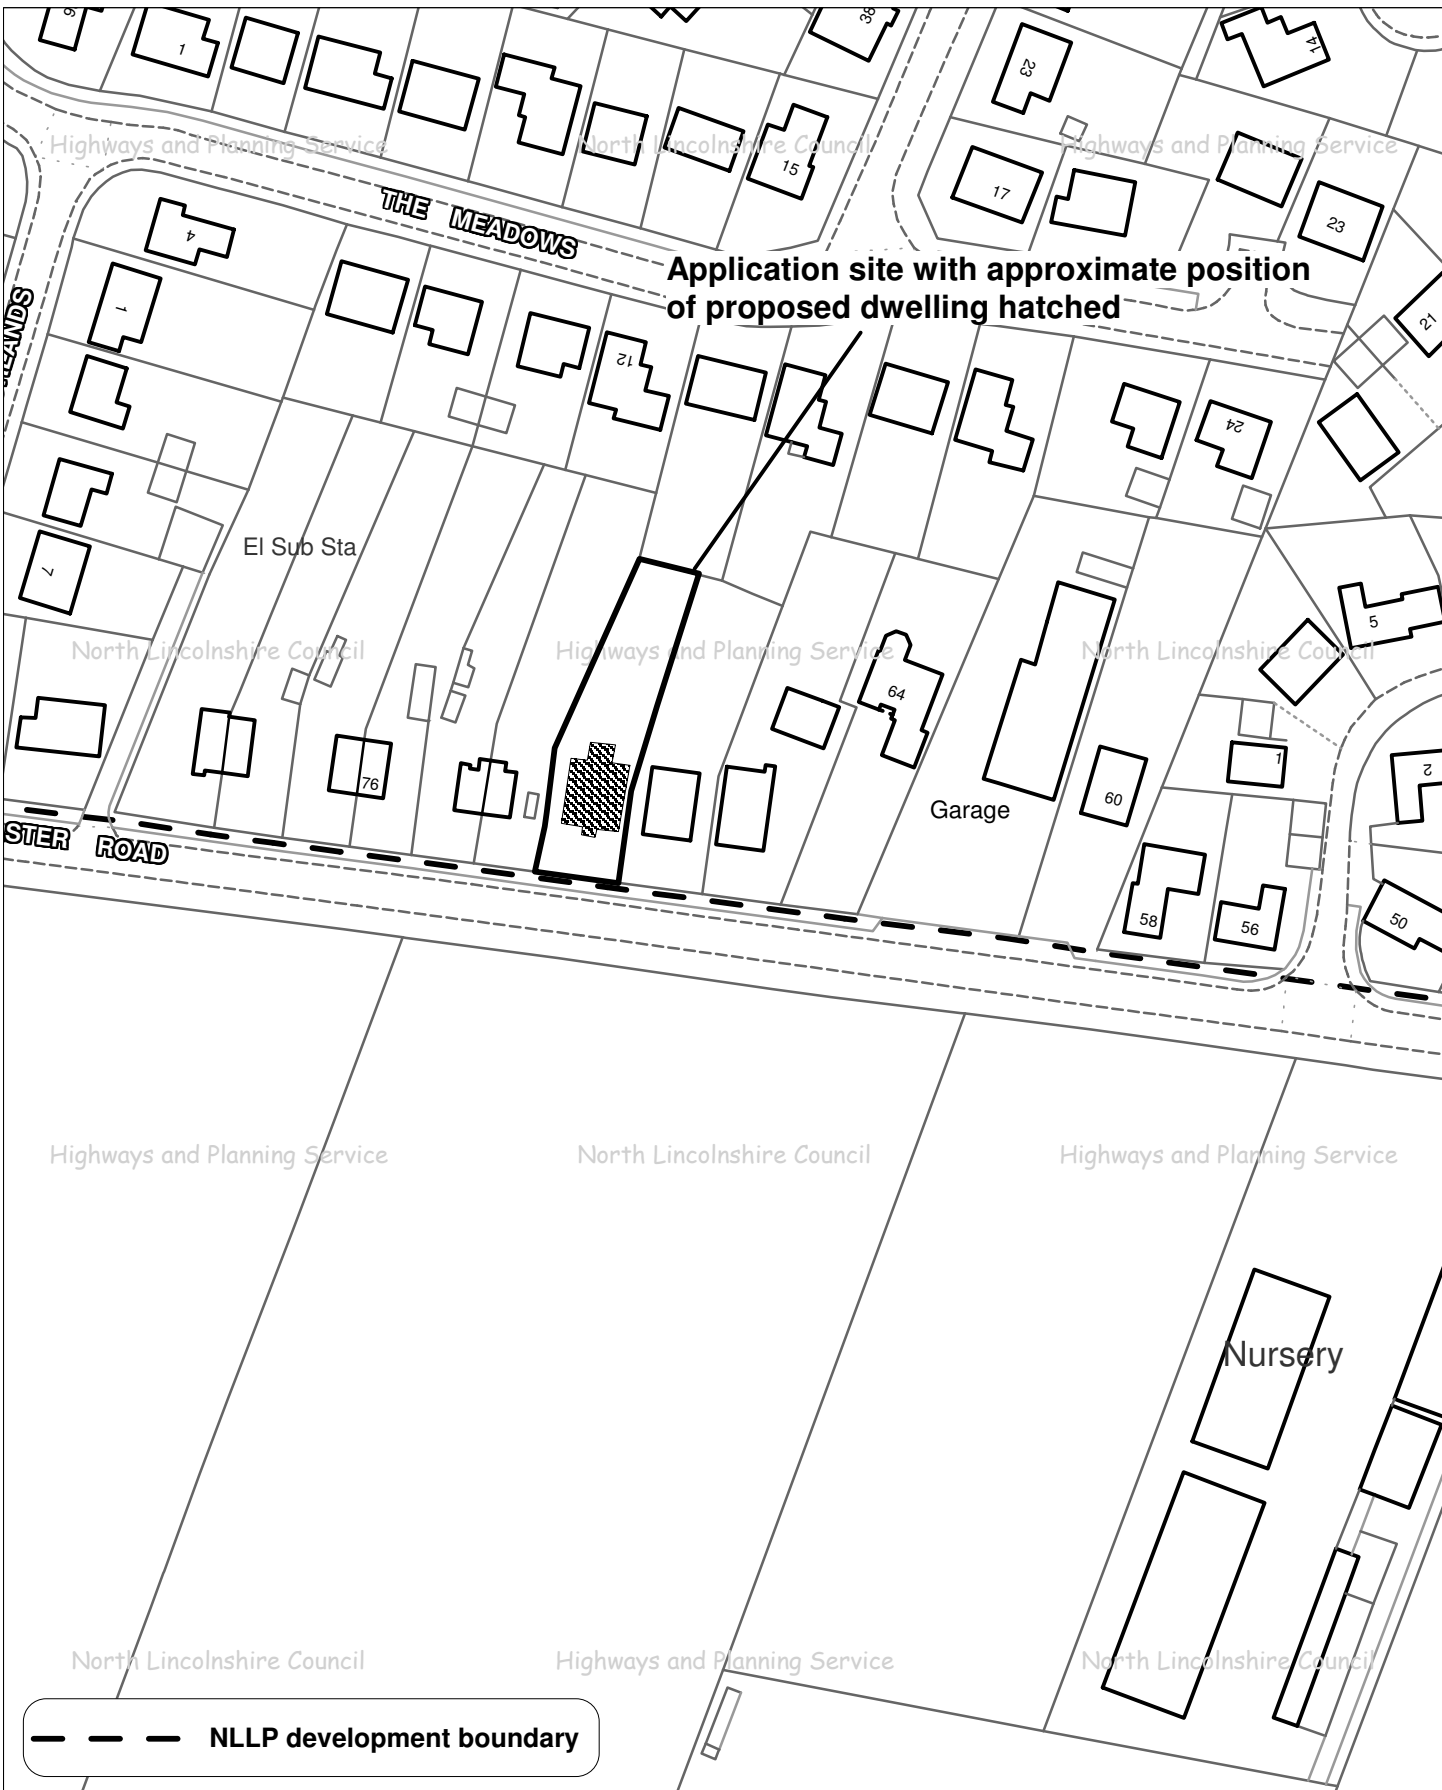 9
1
38
23
14
Highways and Planning Service
North Lincolnshire Council
Highways and Planning Service
15
17
23
THE MEADOWS
4
Application site with approximate position
of proposed dwelling hatched
1
21
12
24
El Sub Sta
7
5
North Lincolnshire Council
Highways and Planning Service
North Lincolnshire Council
64
76
1
2
60
Garage
STER ROAD
58
56
50
Highways and Planning Service
North Lincolnshire Council
Highways and Planning Service
Nursery
North Lincolnshire Council
Highways and Planning Service
North Lincolnshire Council
NLLP development boundary